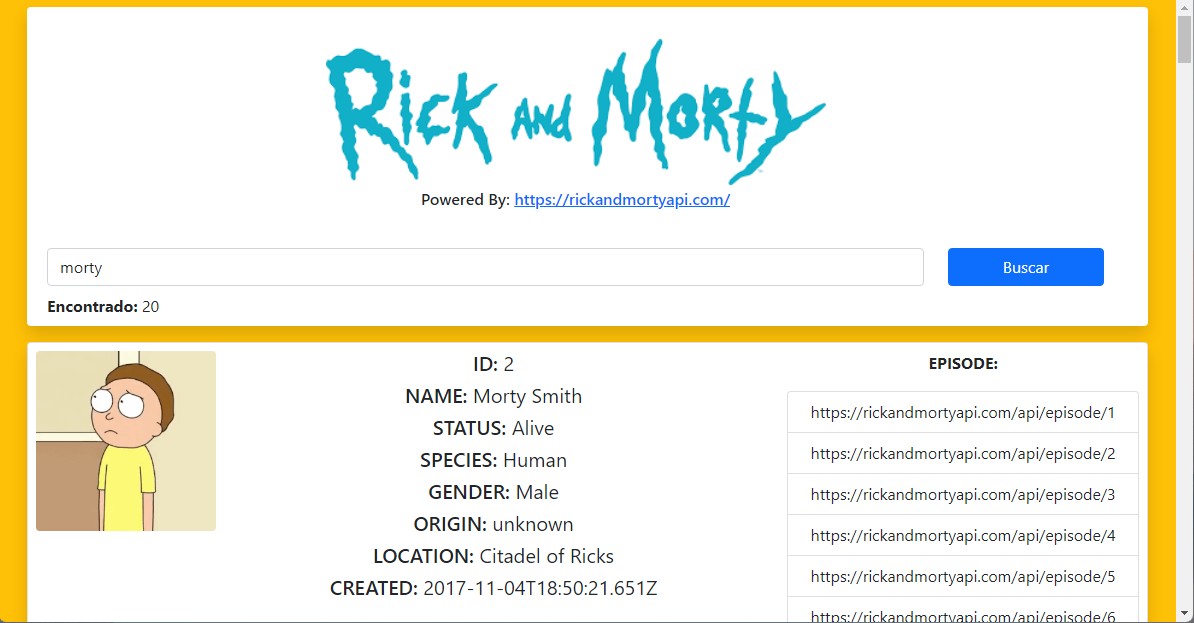 Rick and Morty
Powered By: https://rickandmortyapi.com/
morty
Buscar
Encontrado: 20
ID: 2
NAME: Morty Smith
STATUS: Alive
SPECIES: Human
GENDER: Male
ORIGIN: unknown
LOCATION: Citadel of Ricks
CREATED: 2017-11-04T18:50:21.651Z
EPISODE:
https://rickandmortyapi.com/api/episode/1
https://rickandmortyapi.com/api/episode/2
https://rickandmortyapi.com/api/episode/3
https://rickandmortyapi.com/api/episode/4
https://rickandmortyapi.com/api/episode/5
https://rickandmortyapi.com/api/episode/6